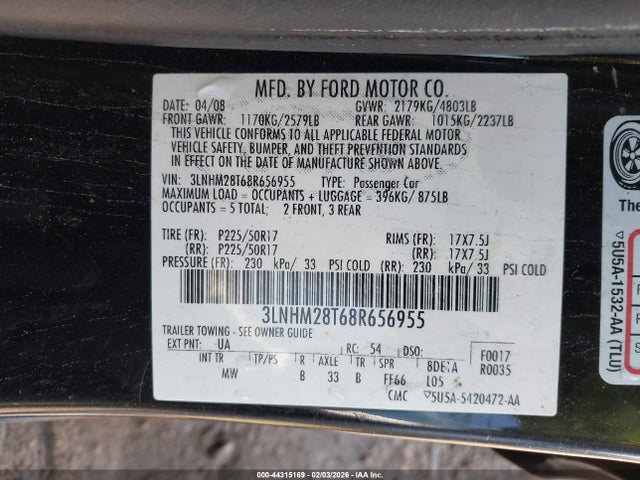 MFD. BY FORD MOTOR CO.
DATE: 04/08 GVWR: 2179KG/4803LB
FRONT GAWR: 1170KG/2579LB REAR GAWR: 1015KG/2237LB
THIS VEHICLE CONFORMS TO ALL APPLICABLE FEDERAL MOTOR
VEHICLE SAFETY, BUMPER, AND THEFT PREVENTION STANDARDS
IN EFFECT ON THE DATE OF MANUFACTURE SHOWN ABOVE.
VIN: 3LNHM28T68R656955 TYPE: Passenger Car
MAXIMUM LOAD = OCCUPANTS + LUGGAGE = 396KG/ 875LB
OCCUPANTS = 5 TOTAL: 2 FRONT, 3 REAR
TIRE (FR): P225/50R17 RIMS (FR): 17X7.5J
(RR): P225/50R17 (RR): 17X7.5J
PRESSURE (FR): 230 kPa/ 33 PSI COLD (RR): 230 kPa/ 33 PSI COLD
3LNHM28T68R656955
TRAILER TOWING - SEE OWNER GUIDE
EXT PNT: UA RC: 54 DSO: F0017
INT TR TP/PS R AXLE TR SPR R0035
MW B 33 B FF66 L05
CMC ▽5U5A-5420472-AA
The
▽5U5A-1532-AA (TLU)
000-44315169 - 02/03/2026 - IAAI.COM